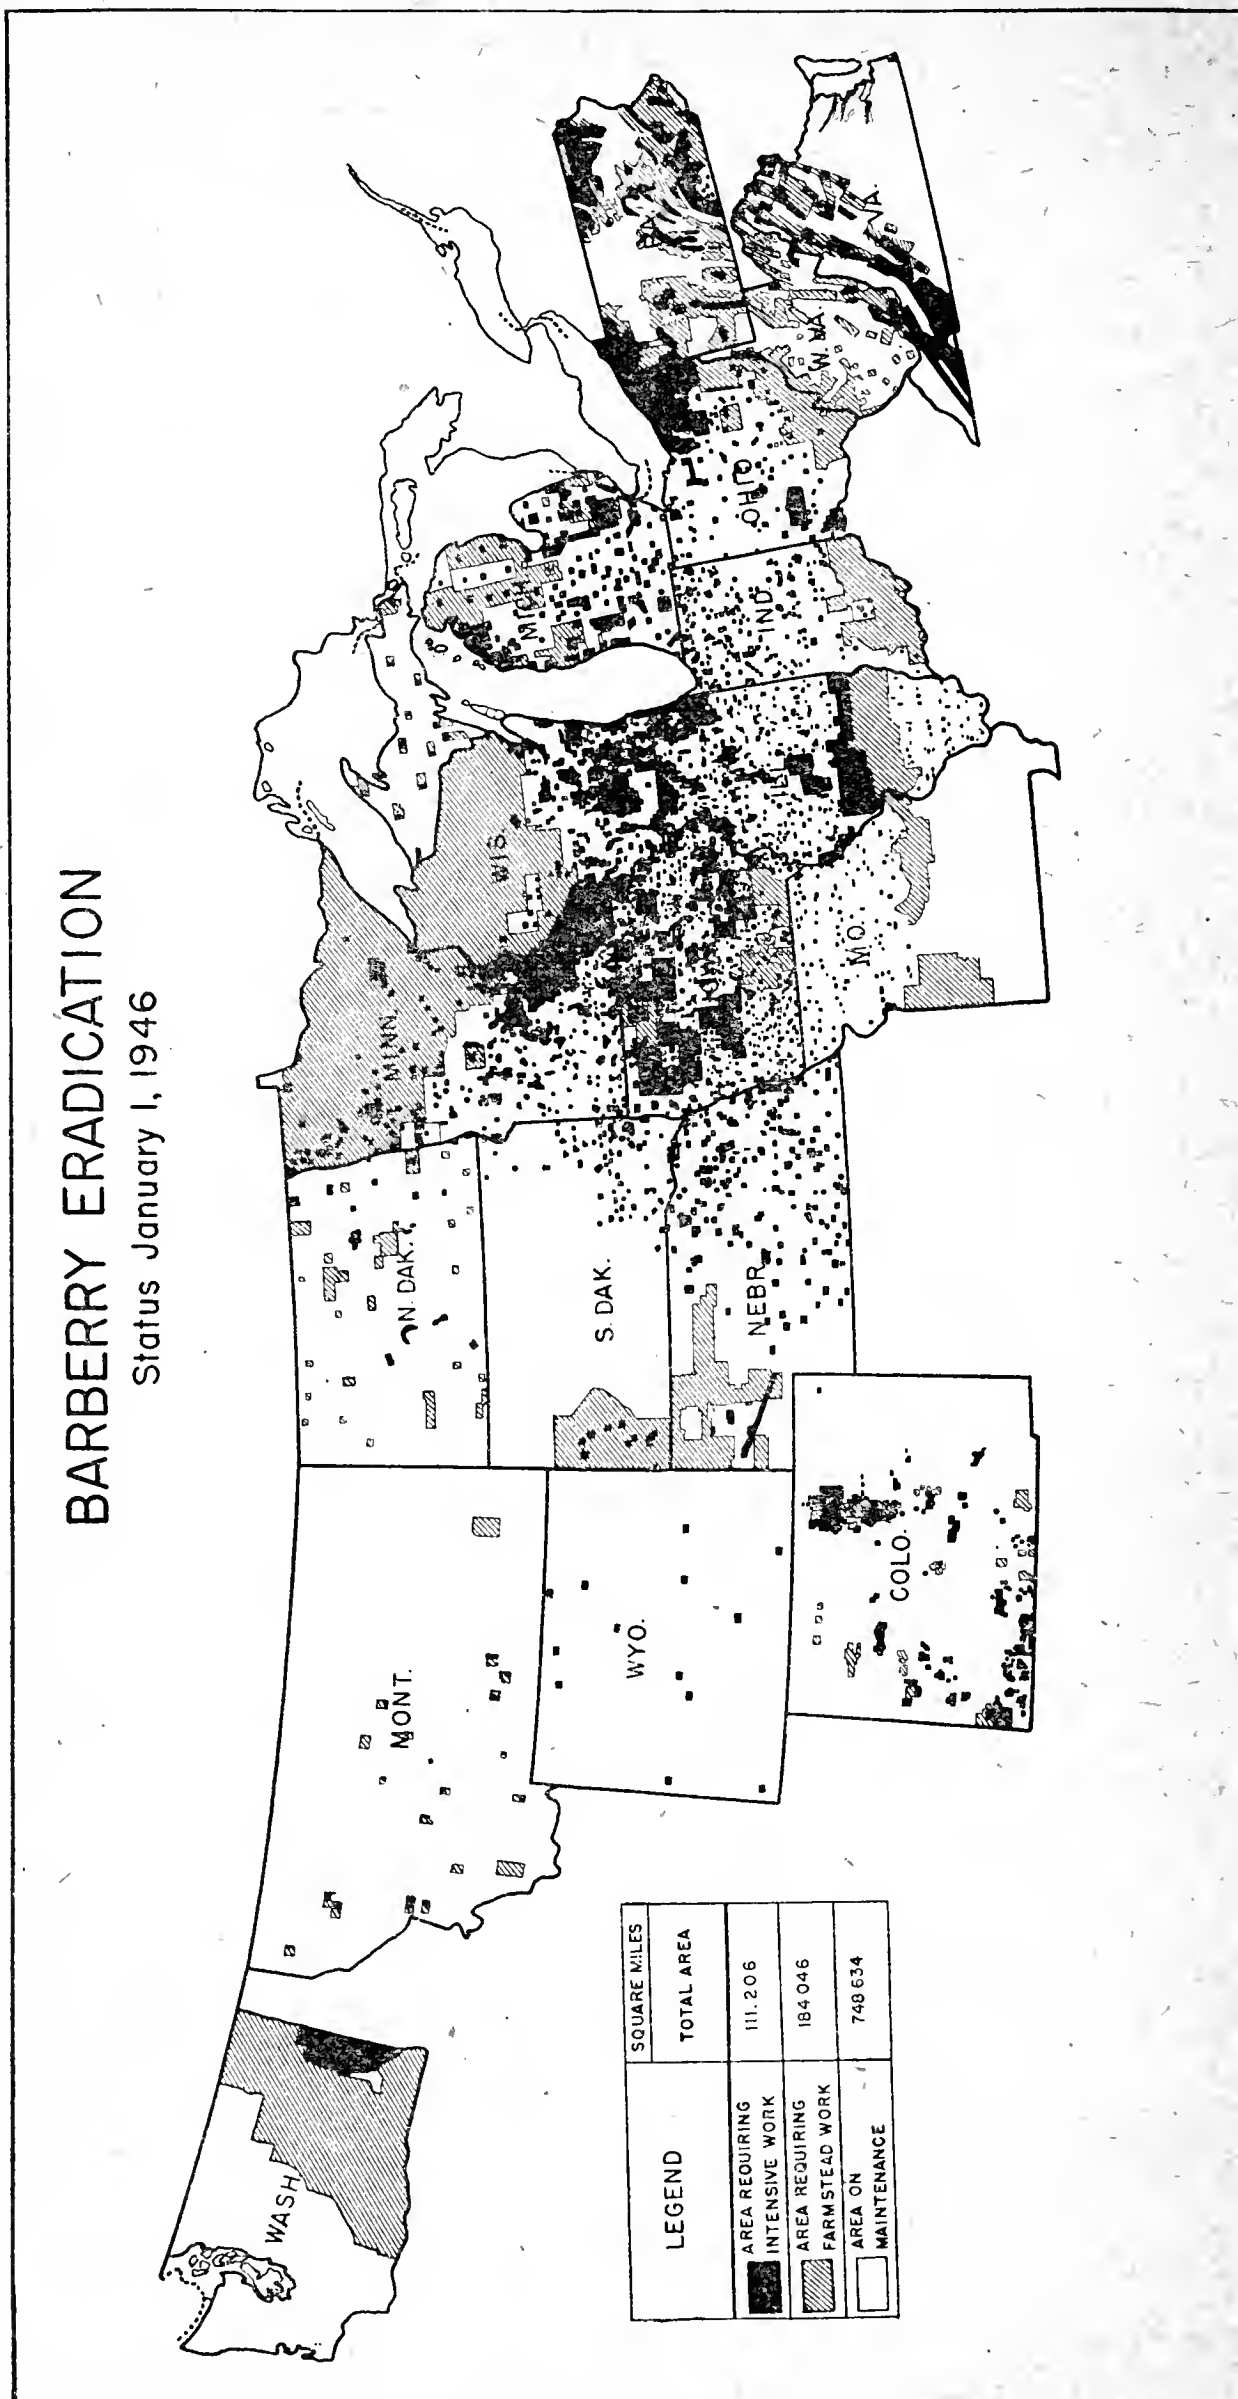 BARBERRY ERADICATION
Status January 1, 1946
WASH.
MONT.
N. DAK.
MINN.
WIS.
MICH.
S. DAK.
WYO.
NEBR.
COLO.
MO.
ILL.
IND.
OHIO
W. VA.
VA.
PA.
LEGEND
SQUARE MILES
TOTAL AREA
AREA REQUIRING
INTENSIVE WORK
111.206
AREA REQUIRING
FARMSTEAD WORK
184 046
AREA ON
MAINTENANCE
748 634